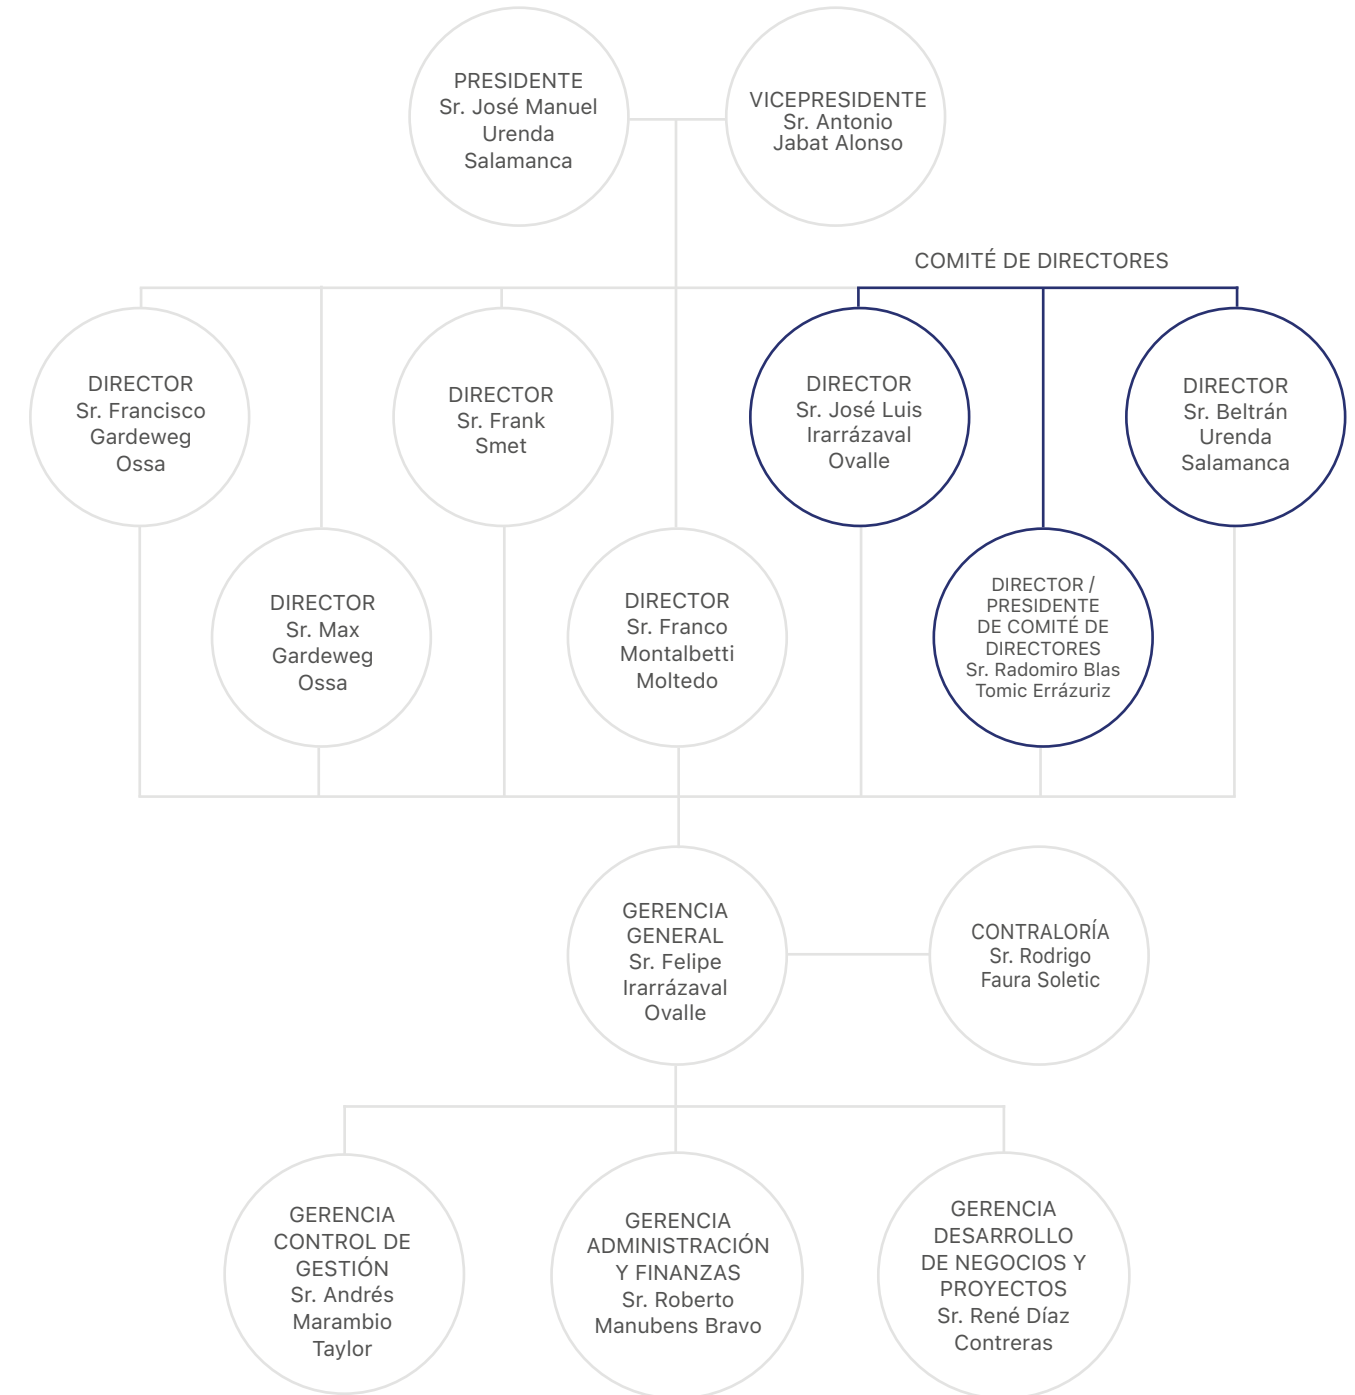 PRESIDENTE
Sr. José Manuel
Urenda
Salamanca
VICEPRESIDENTE
Sr. Antonio
Jabat Alonso
COMITÉ DE DIRECTORES
DIRECTOR
Sr. Francisco
Gardeweg
Ossa
DIRECTOR
Sr. Frank
Smet
DIRECTOR
Sr. José Luis
Irarrázaval
Ovalle
DIRECTOR
Sr. Beltrán
Urenda
Salamanca
DIRECTOR
Sr. Max
Gardeweg
Ossa
DIRECTOR
Sr. Franco
Montalbetti
Moltedo
DIRECTOR /
PRESIDENTE
DE COMITÉ DE
DIRECTORES
Sr. Radomiro Blas
Tomic Errázuriz
GERENCIA
GENERAL
Sr. Felipe
Irarrázaval
Ovalle
CONTRALORÍA
Sr. Rodrigo
Faura Soletic
GERENCIA
CONTROL DE
GESTIÓN
Sr. Andrés
Marambio
Taylor
GERENCIA
ADMINISTRACIÓN
Y FINANZAS
Sr. Roberto
Manubens Bravo
GERENCIA
DESARROLLO
DE NEGOCIOS Y
PROYECTOS
Sr. René Díaz
Contreras